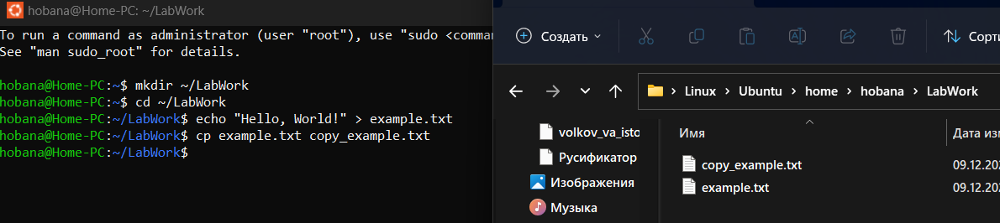 hobana@Home-PC: ~/LabWork
To run a command as administrator (user "root"), use "sudo <comman
See "man sudo_root" for details.
hobana@Home-PC:~$ mkdir ~/LabWork
hobana@Home-PC:~$ cd ~/LabWork
hobana@Home-PC:~/LabWork$ echo "Hello, World!" > example.txt
hobana@Home-PC:~/LabWork$ cp example.txt copy_example.txt
hobana@Home-PC:~/LabWork$
Создать
Сорти
Linux > Ubuntu > home > hobana > LabWork
volkov_va_isto
Русификатор
Изображения
Музыка
Имя
Дата изм
copy_example.txt
09.12.202
example.txt
09.12.202